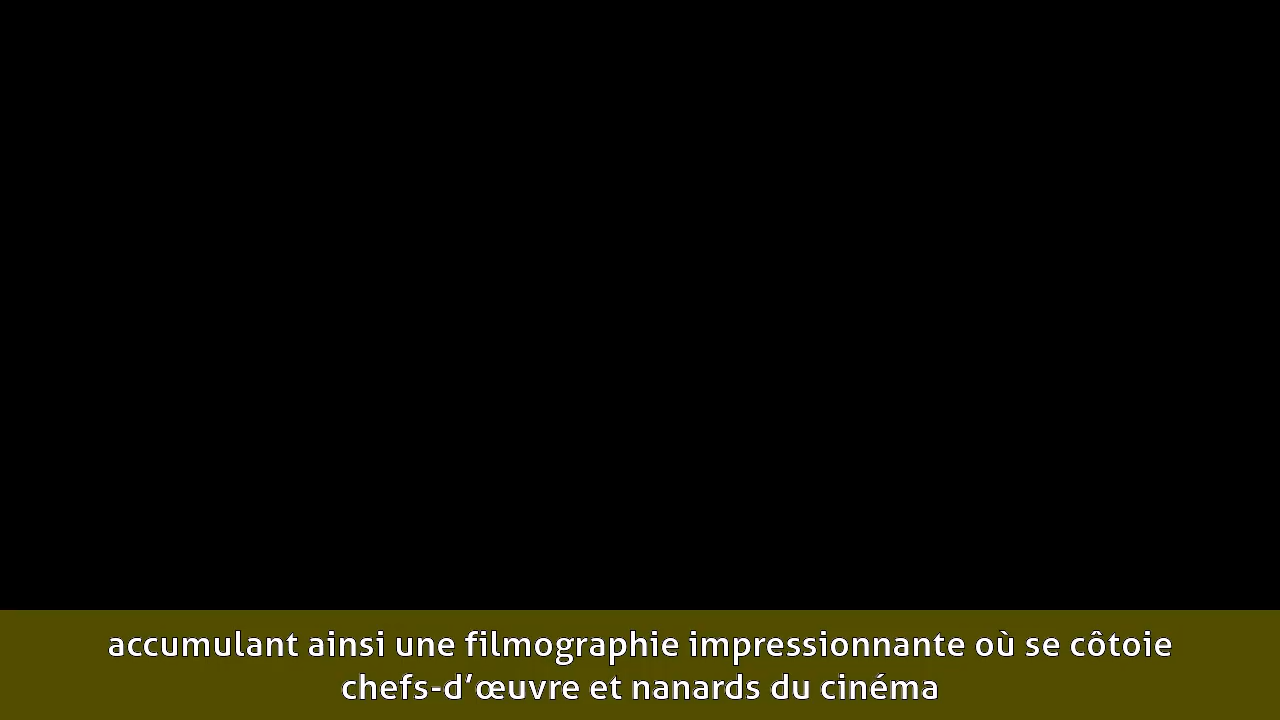 accumulant ainsi une filmographie impressionnante où se côtoie
chefs-d’œuvre et nanards du cinéma